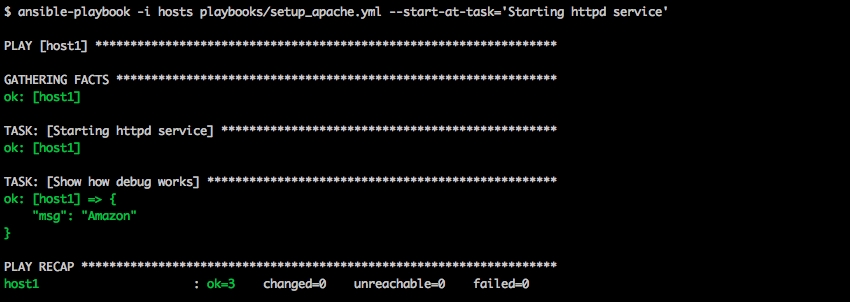 $ ansible-playbook -i hosts playbooks/setup_apache.yml --start-at-task='Starting httpd service'
PLAY [host1] ******************************************************************
GATHERING FACTS ***************************************************************
ok: [host1]
TASK: [Starting httpd service] ************************************************
ok: [host1]
TASK: [Show how debug works] **************************************************
ok: [host1] => {
    "msg": "Amazon"
}
PLAY RECAP ********************************************************************
host1                      : ok=3    changed=0    unreachable=0    failed=0